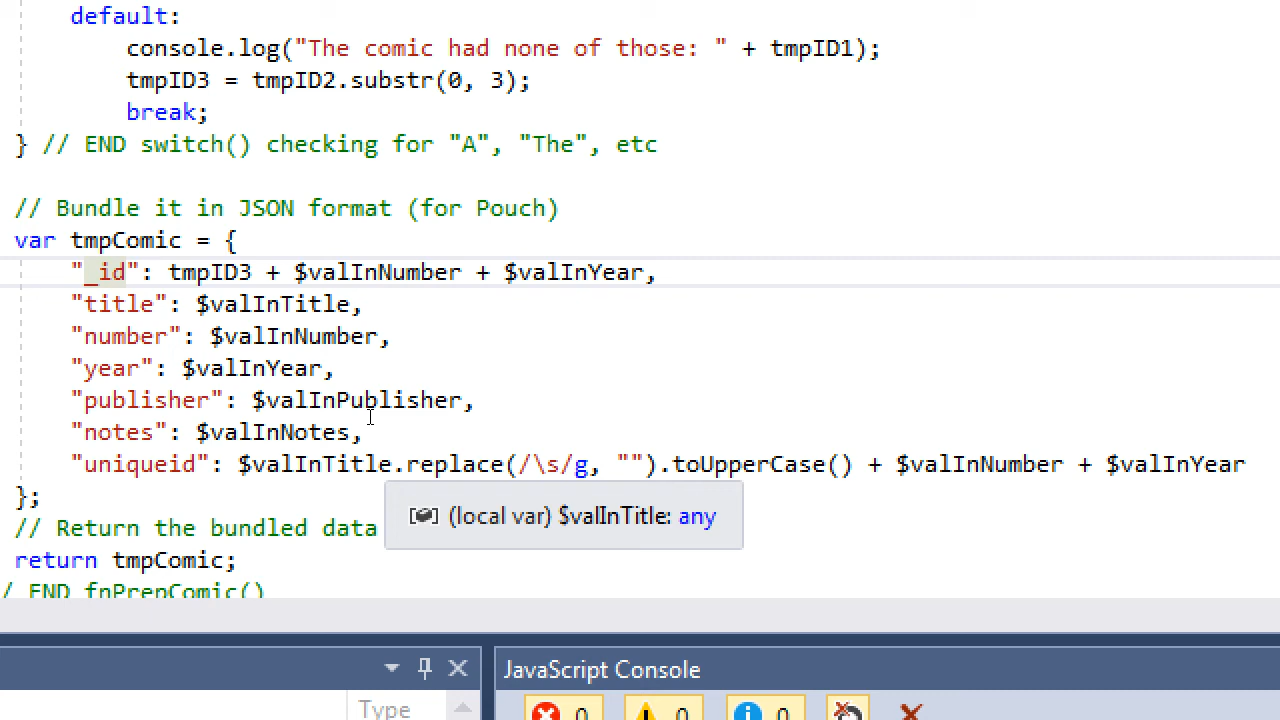 default:
console.log("The comic had none of those: " + tmpID1);
tmpID3 = tmpID2.substr(0, 3);
break;
} // END switch() checking for "A", "The", etc
// Bundle it in JSON format (for Pouch)
var tmpComic = {
"_id": tmpID3 + $valInNumber + $valInYear,
"title": $valInTitle,
"number": $valInNumber,
"year": $valInYear,
"publisher": $valInPublisher,
"notes": $valInNotes,
"uniqueid": $valInTitle.replace(/\s/g, "").toUpperCase() + $valInNumber + $valInYear
};
(local var) $valInTitle: any
// Return the bundled data
return tmpComic;
/ END fnPrepComic()
JavaScript Console
Type
0 0 0